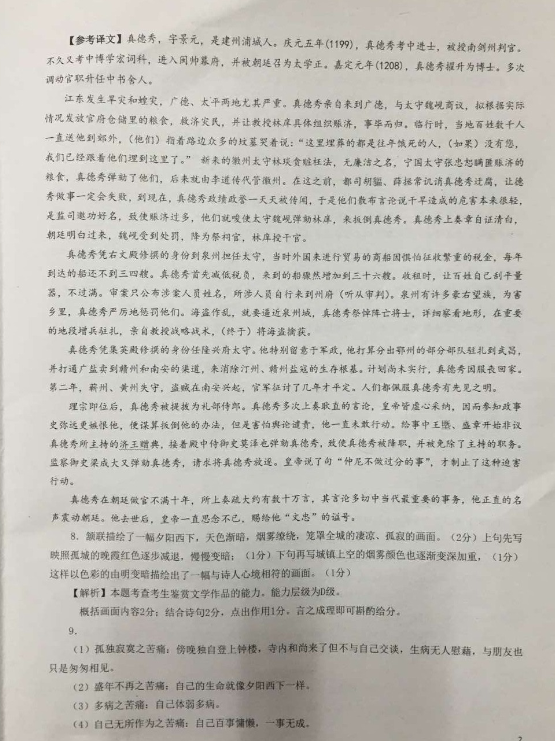 【参考译文】真德秀，字景元，是建州浦城人。庆元五年(1199)，真德秀考中进士，被授南剑州判官。
不久又考中博学宏词科，进入闽帅幕府，并被朝廷召为太学正。嘉定元年(1208)，真德秀擢升为博士。多次
调动官职升任中书舍人。
江东发生旱灾和蝗灾，广德、太平两地尤其严重。真德秀亲自来到广德，与太守魏岘商议，拟根据实际
情况发放官府仓储里的粮食，救济灾民，并让教授林庠具体组织赈济，事毕而归。临行时，当地百姓数千人
一直送他到郊外，（他们）指着路边众多的坟墓哭着说：“这里埋葬的都是往年饿死的人，（如果）没有您，
我们已经跟着他们埋到这里了。” 新来的徽州太守林琰贪赃枉法，无廉洁之名，宁国太守张忠恕瞒匿赈济的
粮食，真德秀弹劾了他们，后来就由李道传代管徽州。在这之前，都司胡槻、薛拯常讥消真德秀迂腐，让德
秀做事一定会失败，到现在，真德秀政绩政誉一天天被传闻，于是他们散布言论说干旱造成的危害本来很轻，
是监司邀功好名，致使赈济过多，他们就唆使太守魏岘弹劾林庠，来扳倒真德秀。真德秀上奏章自证清白，
朝廷明白过来，魏岘受到处罚，降为祭祠官，林庠授干官。
真德秀凭右文殿修撰的身份到泉州担任太守，当时外国来进行贸易的商船因惧怕征收繁重的税金，每年
到达的船还不到三四艘。真德秀首先减低税负，来到的船骤然增加到三十六艘。收租时，让百姓自己刮平量
器，不过满。审案只公布涉案人员姓名，所涉人员自行来到州府（听从审判）。泉州有许多豪右望族，为害
乡里，真德秀严厉地惩罚他们。海盗作乱，就要逼近泉州城，真德秀祭悼阵亡将士，详细察看地形，在重要
的地段增兵驻扎，亲自教授战略战术，（终于）将海盗擒获。
真德秀凭集英殿修撰的身份任隆兴府太守。他特别留意于军政，他打算分出鄂州的部分部队驻扎到武昌，
并打通广盐卖到赣州和南安的渠道，来消除汀州、赣州盐寇的生存根基。计划尚未实行，真德秀因服丧回家。
第二年，蕲州、黄州失守，盗贼在南安兴起，官军征讨了几年才平定。人们都佩服真德秀有先见之明。
理宗即位后，真德秀被提拔为礼部侍郎。真德秀多次上奏耿直的言论，皇帝皆虚心采纳，因而参知政事
史弥远更嫉恨他，便谋算扳倒他的办法，但是害怕舆论谴责，他一直未敢行动。给事中王塈、盛章开始非议
真德秀所主持的济王赠典，接着殿中侍御史莫泽也弹劾真德秀，致使真德秀被降职，并被免除了主持的职务。
监察御史梁成大又弹劾真德秀，请求将真德秀放逐。皇帝说了句“仲尼不做过分的事”，才制止了这种迫害
行动。
真德秀在朝廷做官不满十年，所上奏疏大约有数十万言，其言论多切中当代最重要的事务，他正直的名
声震动朝廷。他去世后，皇帝一直思念不已，赐给他“文忠”的谥号。
8．颔联描绘了一幅夕阳西下，天色渐暗，烟雾缭绕，笼罩全城的凄凉、孤寂的画面。（2分）上句先写
映照孤城的晚霞红色逐步减退，慢慢变暗；（1分）下句再写城镇上空的烟雾颜色也逐渐变深加重，（1分）
这样以色彩的由明变暗描绘出了一幅与诗人心境相符的画面。（1分）
【解析】本题考查考生鉴赏文学作品的能力。能力层级为D级。
概括画面内容2分；结合诗句2分，点出作用1分。言之成理即可斟酌给分。
9．
（1）孤独寂寞之苦痛：傍晚独自登上钟楼，寺内和尚来了但不与自己交谈，生病无人慰藉，与朋友也
只是匆匆相见。
（2）盛年不再之苦痛：自己的生命就像夕阳西下一样。
（3）多病之苦痛：自己体弱多病。
（4）自己无所作为之苦痛：自己百事慵懒，一事无成。
2